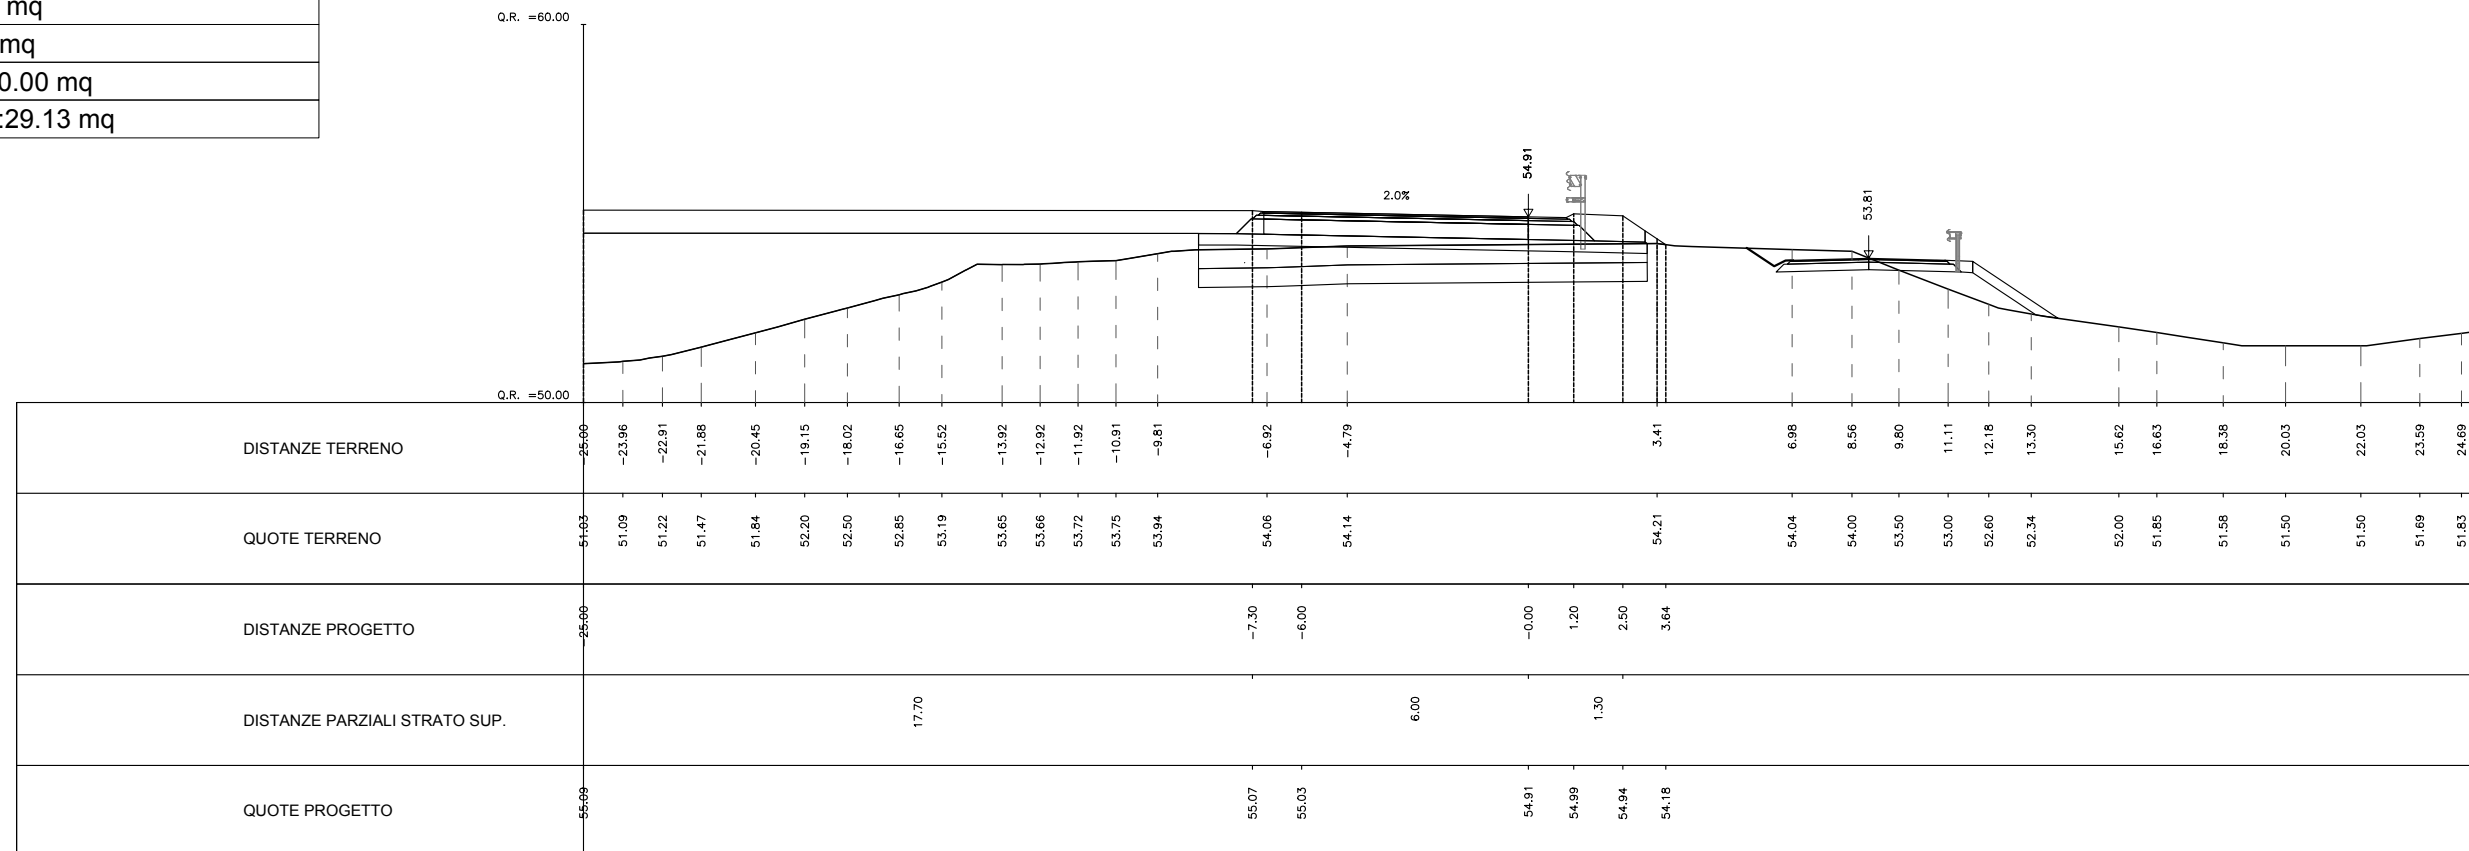 mq
mq
0.00 mq
:29.13 mq
Q.R. =60.00
54.91
2.0%
53.81
Q.R. =50.00
DISTANZE TERRENO
-25.00 -23.96 -22.91 -21.88 -20.45 -19.15 -18.02 -16.65 -15.52 -13.92 -12.92 -11.92 -10.91 -9.81 -6.92 -4.79 3.41 6.98 8.56 9.80 11.11 12.18 13.30 15.62 16.63 18.38 20.03 22.03 23.59 24.69
QUOTE TERRENO
51.03 51.09 51.22 51.47 51.84 52.20 52.50 52.85 53.19 53.65 53.66 53.72 53.75 53.94 54.06 54.14 54.21 54.04 54.00 53.50 53.00 52.60 52.34 52.00 51.85 51.58 51.50 51.50 51.69 51.83
DISTANZE PROGETTO
-25.00 -7.30 -6.00 -0.00 1.20 2.50 3.64
DISTANZE PARZIALI STRATO SUP.
17.70 6.00 1.30
QUOTE PROGETTO
55.09 55.07 55.03 54.91 54.99 54.94 54.18